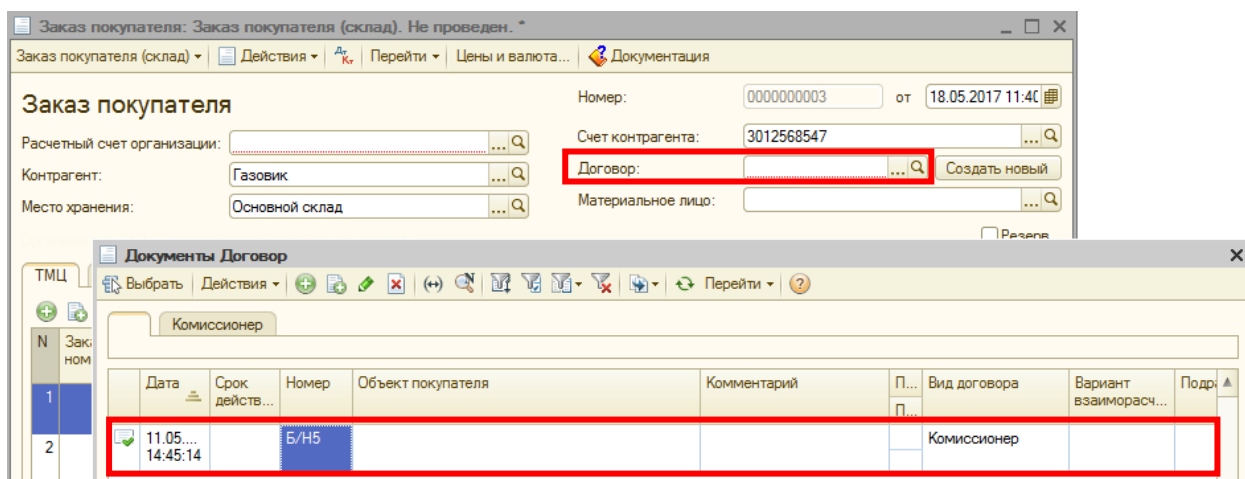 Заказ покупателя: Заказ покупателя (склад). Не проведен. *
Заказ покупателя (склад) Действия Дт Кт Перейти Цены и валюта... Документация
Заказ покупателя
Номер: 0000000003 от 18.05.2017 11:40
Расчетный счет организации: ...
Счет контрагента: 3012568547 ...
Контрагент: Газовик ...
Договор: ... Создать новый
Место хранения: Основной склад ...
Материальное лицо: ...
Резерв
Документы Договор
ТМЦ
Выбрать Действия Перейти ?
Комиссионер
N
Дата Срок действ... Номер Объект покупателя Комментарий П... П... Вид договора Вариант взаиморасч...
1
2 11.05.... 14:45:14 Б/Н5 Комиссионер